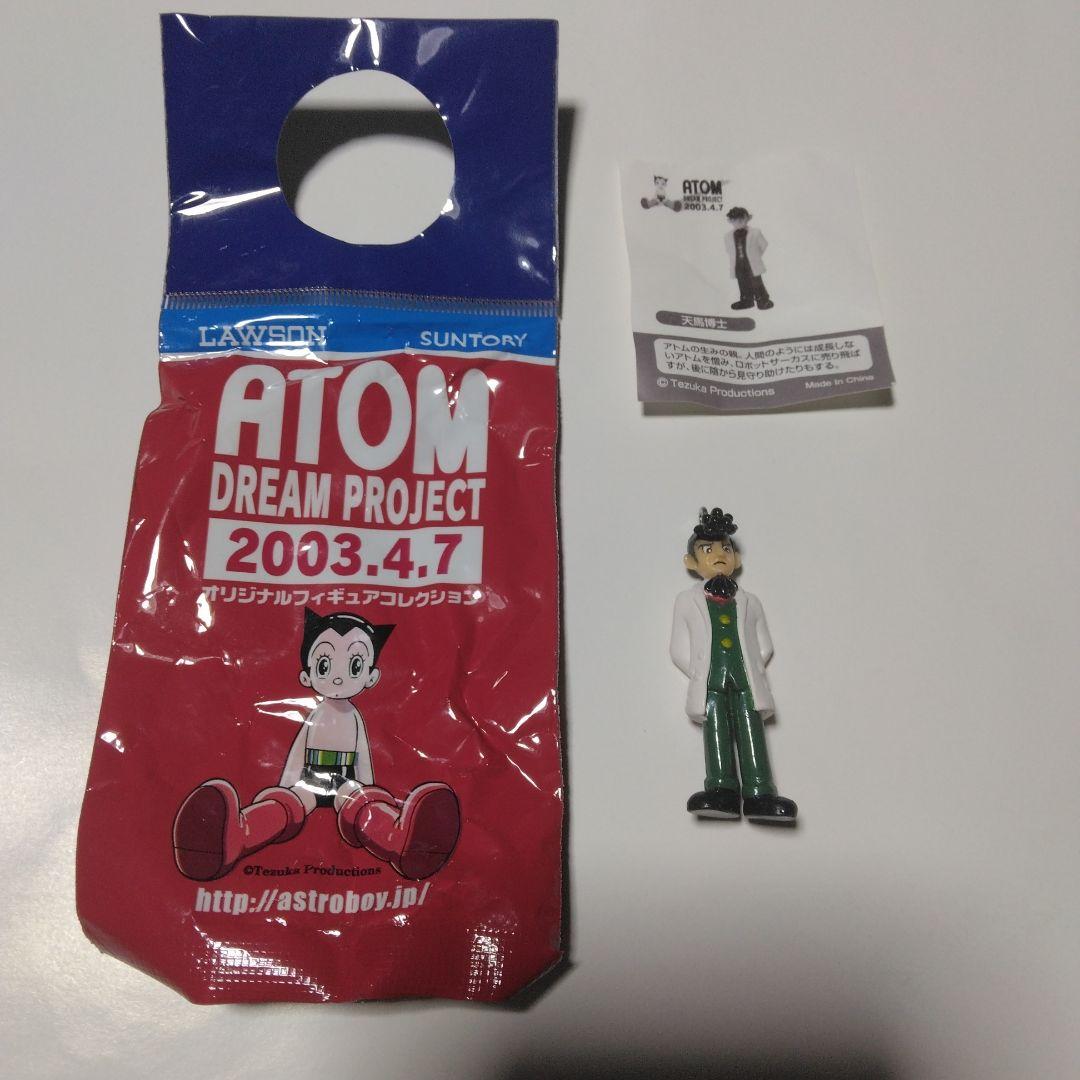 LAWSON
SUNTORY
ATOM
DREAM PROJECT
2003.4.7
オリジナルフィギュアコレクション
©Tezuka Productions
http://astroboy.jp/
ATOM
DREAM PROJECT
2003.4.7
天馬博士
アトムの生みの親。人間のようには成長しな
いアトムを憎み、ロボットサーカスに売り飛ば
すが、後に陰から見守り助けたりもする。
© Tezuka Productions
Made in China